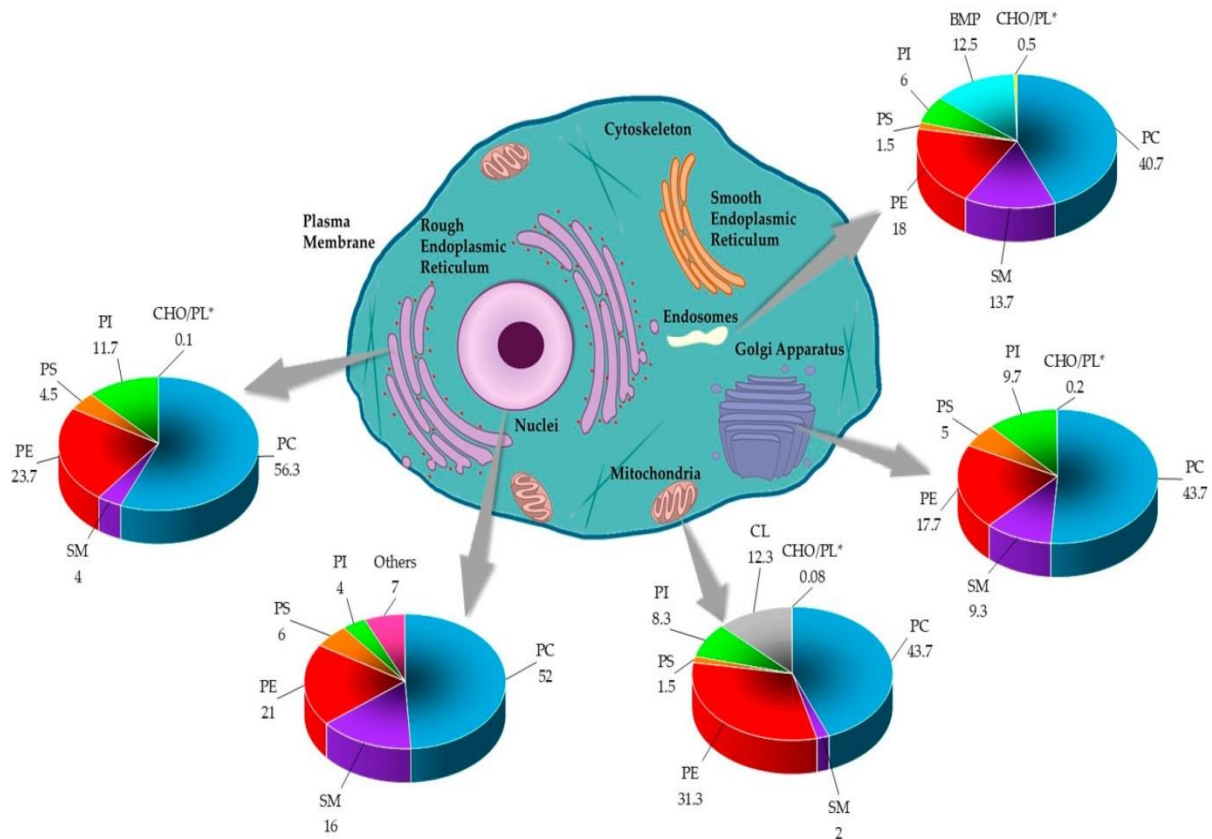 BMP
12.5
CHO/PL*
0.5
PI
6
PS
1.5
PE
18
SM
13.7
PC
40.7
Cytoskeleton
Plasma
Membrane
Rough
Endoplasmic
Reticulum
Smooth
Endoplasmic
Reticulum
Endosomes
Golgi Apparatus
Nuclei
Mitochondria
PI
11.7
CHO/PL*
0.1
PS
4.5
PE
23.7
SM
4
PC
56.3
PI
9.7
CHO/PL*
0.2
PS
5
PE
17.7
SM
9.3
PC
43.7
PI
4
Others
7
PS
6
PE
21
SM
16
PC
52
CL
12.3
CHO/PL*
0.08
PI
8.3
PS
1.5
PE
31.3
SM
2
PC
43.7